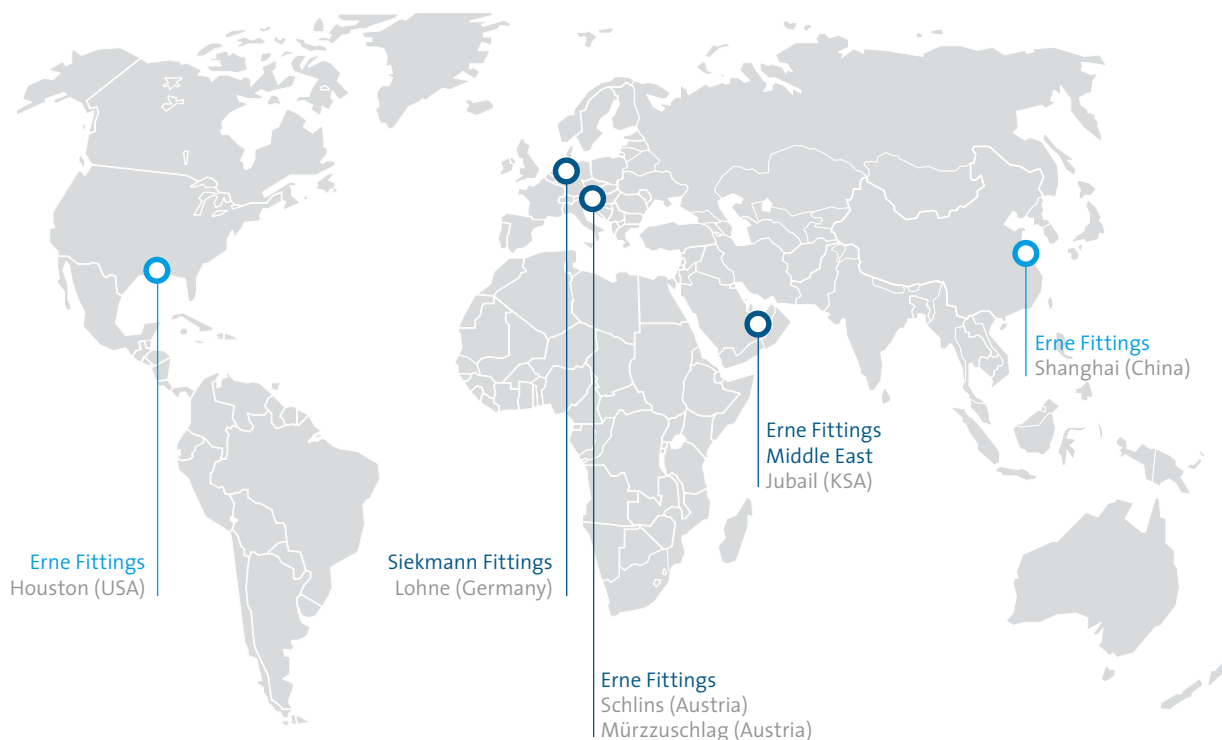 Erne Fittings
Shanghai (China)
Erne Fittings
Middle East
Jubail (KSA)
Erne Fittings
Houston (USA)
Siekmann Fittings
Lohne (Germany)
Erne Fittings
Schlins (Austria)
Mürzzuschlag (Austria)